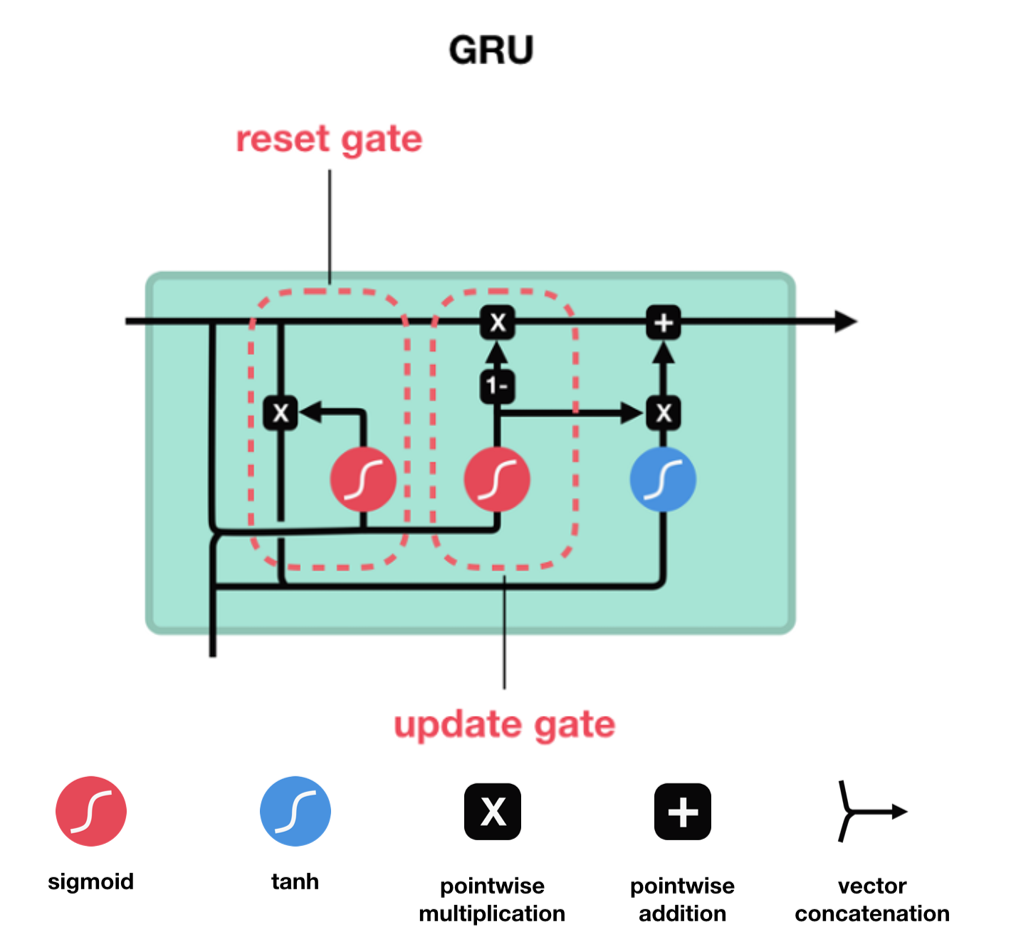 GRU
reset gate
X
+
1-
X
X
update gate
X
+
sigmoid
tanh
pointwise
multiplication
pointwise
addition
vector
concatenation